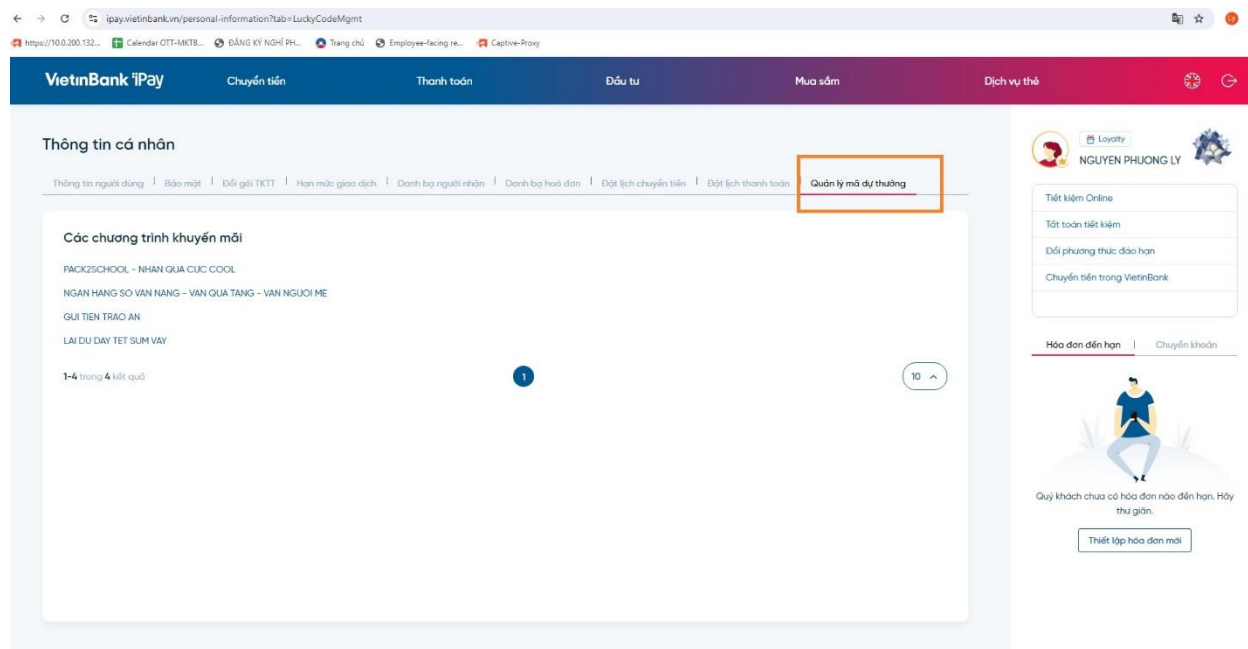 ipay.vietinbank.vn/personal-information?tab=LuckyCodeMgmt
https://10.0.200.132... Calendar OTT-MKTB... ĐĂNG KÝ NGHỈ PH... Trang chủ Employee-facing re... Captive-Proxy
VietinBank iPay Chuyển tiền Thanh toán Đầu tư Mua sắm Dịch vụ thẻ
Thông tin cá nhân
Thông tin người dùng Bảo mật Đổi gói TKTT Hạn mức giao dịch Danh bạ người nhận Danh bạ hoá đơn Đặt lịch chuyển tiền Đặt lịch thanh toán Quản lý mã dự thưởng
Các chương trình khuyến mãi
PACK2SCHOOL - NHAN QUA CUC COOL
NGAN HANG SO VAN NANG - VAN QUA TANG - VAN NGUOI ME
GUI TIEN TRAO AN
LAI DU DAY TET SUM VAY
1-4 trong 4 kết quả 1 10
Loyalty
NGUYEN PHUONG LY
Tiết kiệm Online
Tất toán tiết kiệm
Đổi phương thức đáo hạn
Chuyển tiền trong VietinBank
Hóa đơn đến hạn Chuyển khoản
Quý khách chưa có hóa đơn nào đến hạn. Hãy
thư giãn.
Thiết lập hóa đơn mới